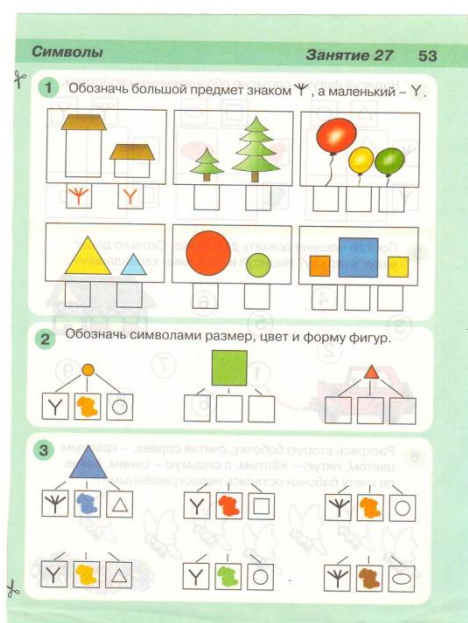 Символы
Занятие 27 53
1 Обозначь большой предмет знаком , а маленький – Y.
2 Обозначь символами размер, цвет и форму фигур.
3